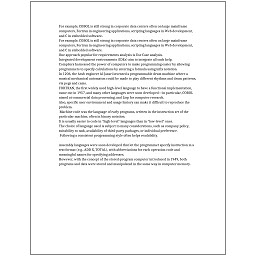 For example COBOL is still strong in corporate data centers often on large mainframe
computers, Fortran in engineering applications, scripting languages in Web development,
and C in embedded software.
For example COBOL is still strong in corporate data centers often on large mainframe
computers, Fortran in engineering applications, scripting languages in Web development,
and C in embedded software.
One approach popular for requirements analysis is Use Case analysis.
Integrated development environments (IDEs) aim to integrate all such help.
Compilers harnessed the power of computers to make programming easier by allowing
programmers to specify calculations by entering a formula using infix notation.
In 1206, the Arab engineer Al-Jazari invented a programmable drum machine where a
musical mechanical automaton could be made to play different rhythms and drum patterns,
via pegs and cams.
FORTRAN, the first widely used high-level language to have a functional implementation,
came out in 1957, and many other languages were soon developed—in particular, COBOL
aimed at commercial data processing, and Lisp for computer research.
Also, specific user environment and usage history can make it difficult to reproduce the
problem.
Machine code was the language of early programs, written in the instruction set of the
particular machine, often in binary notation.
It is usually easier to code in "high-level" languages than in "low-level" ones.
The choice of language used is subject to many considerations, such as company policy,
suitability to task, availability of third-party packages, or individual preference.
Following a consistent programming style often helps readability.
Assembly languages were soon developed that let the programmer specify instruction in a
text format (e.g., ADD X, TOTAL), with abbreviations for each operation code and
meaningful names for specifying addresses.
However, with the concept of the stored-program computer introduced in 1949, both
programs and data were stored and manipulated in the same way in computer memory.